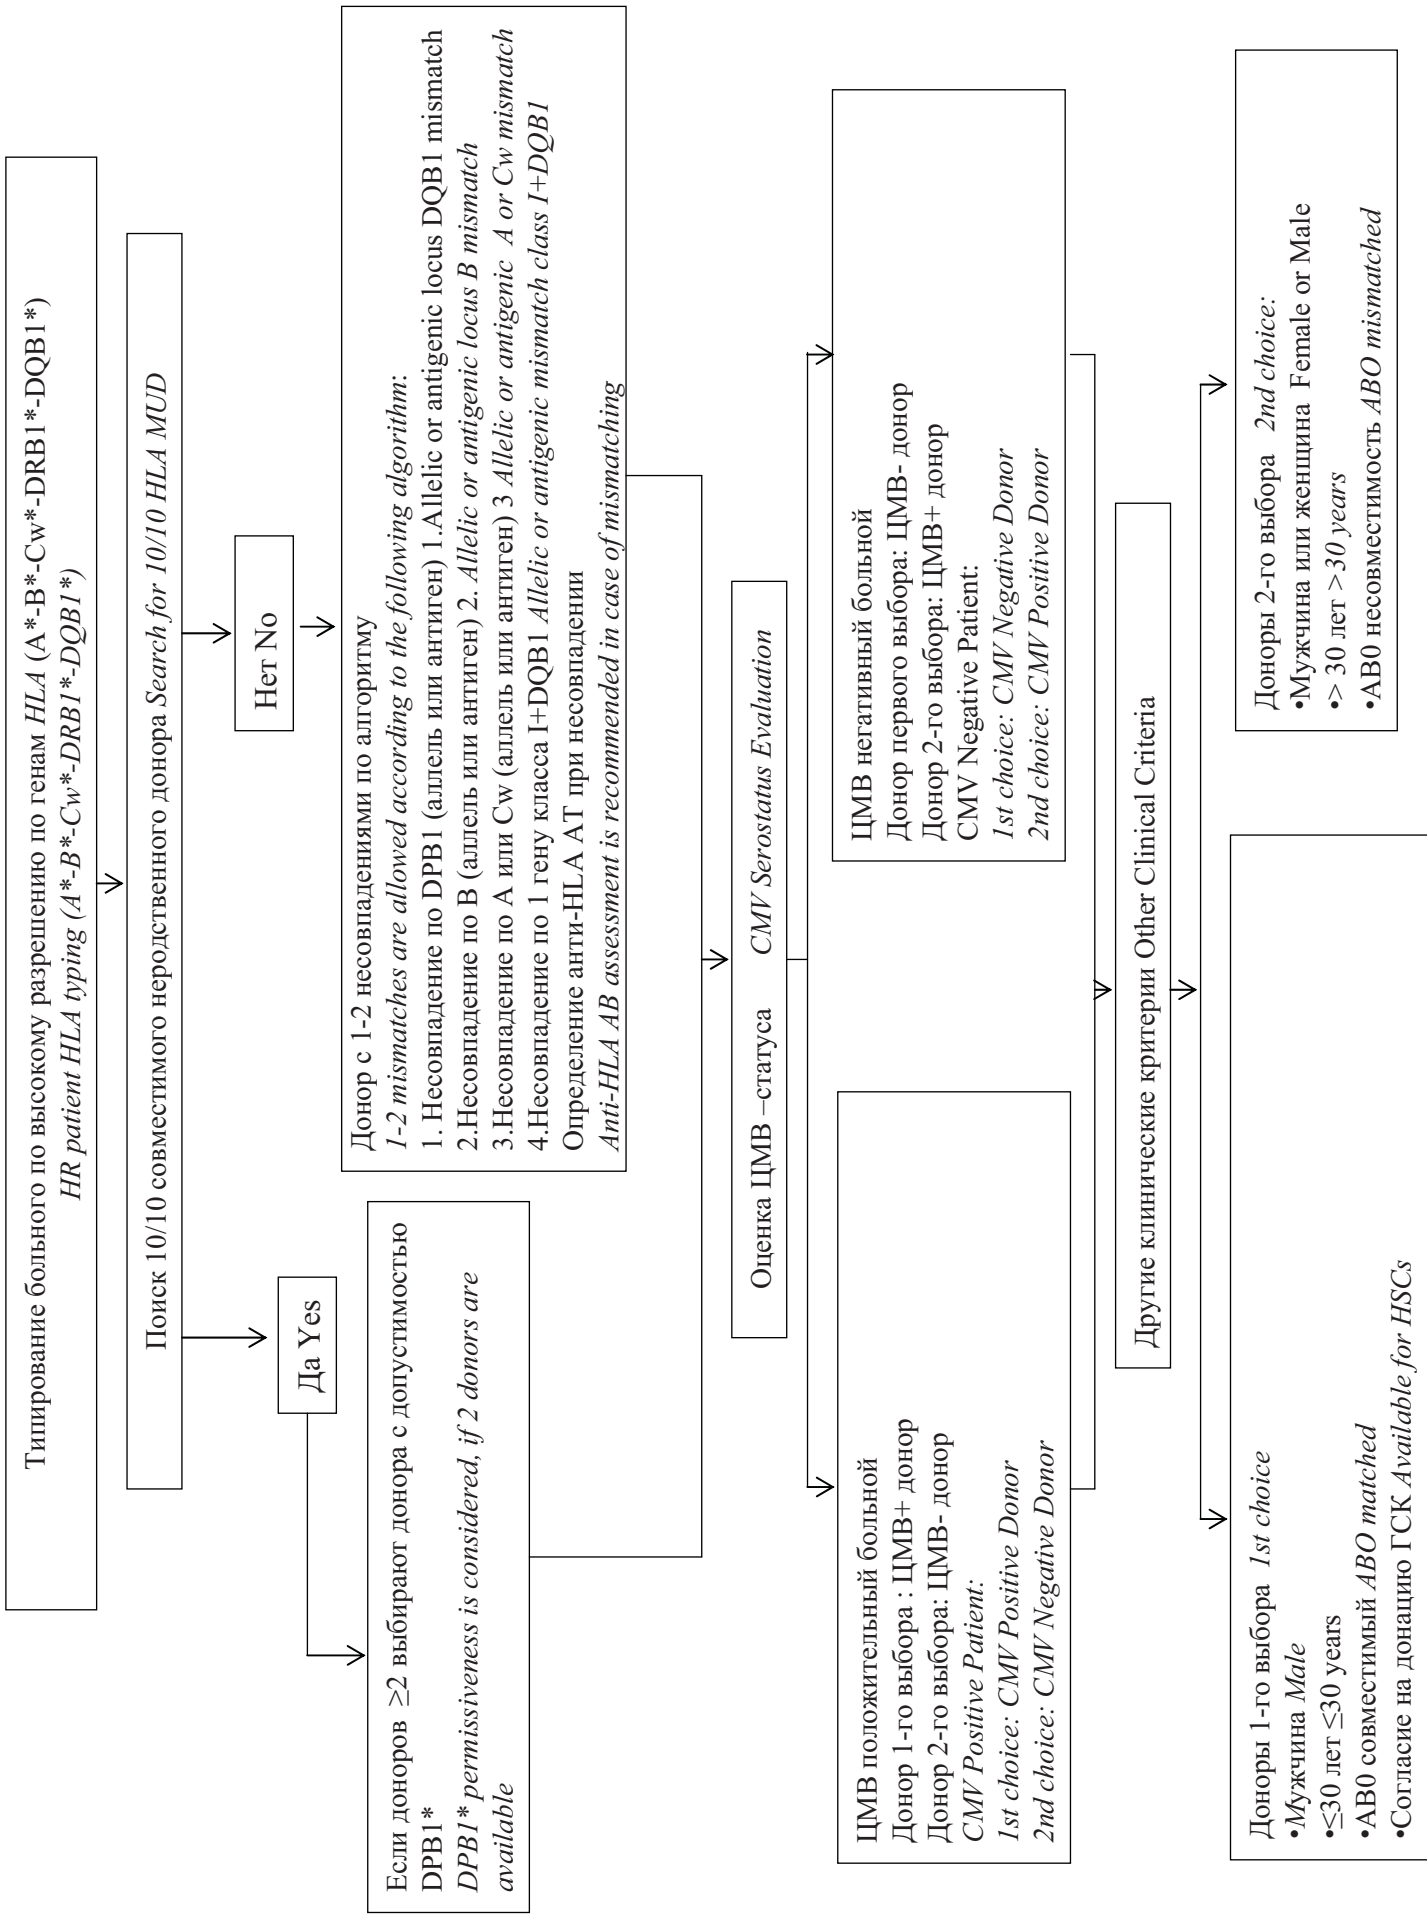 Типирование больного по высокому разрешению по генам HLA (A*-B*-Cw*-DRB1*-DQB1*)
HR patient HLA typing (A*-B*-Cw*-DRB1*-DQB1*)
Поиск 10/10 совместимого неродственного донора Search for 10/10 HLA MUD
Да Yes
Нет No
Если доноров ≥2 выбирают донора с допустимостью
DPB1*
DPB1* permissiveness is considered, if 2 donors are
available
Донор с 1-2 несовпадениями по алгоритму
1-2 mismatches are allowed according to the following algorithm:
1. Несовпадение по DPB1 (аллель или антиген) 1.Allelic or antigenic locus DQB1 mismatch
2.Несовпадение по B (аллель или антиген) 2. Allelic or antigenic locus B mismatch
3.Несовпадение по A или Cw (аллель или антиген) 3 Allelic or antigenic A or Cw mismatch
4.Несовпадение по 1 гену класса I+DQB1 Allelic or antigenic mismatch class I+DQB1
Определение анти-HLA АТ при несовпадении
Anti-HLA AB assessment is recommended in case of mismatching
Оценка ЦМВ –статуса CMV Serostatus Evaluation
ЦМВ положительный больной
Донор 1-го выбора : ЦМВ+ донор
Донор 2-го выбора: ЦМВ- донор
CMV Positive Patient:
1st choice: CMV Positive Donor
2nd choice: CMV Negative Donor
ЦМВ негативный больной
Донор первого выбора: ЦМВ- донор
Донор 2-го выбора: ЦМВ+ донор
CMV Negative Patient:
1st choice: CMV Negative Donor
2nd choice: CMV Positive Donor
Другие клинические критерии Other Clinical Criteria
Доноры 1-го выбора 1st choice
•Мужчина Male
•≤30 лет ≤30 years
•АВ0 совместимый ABO matched
•Согласие на донацию ГСК Available for HSCs
Доноры 2-го выбора 2nd choice:
•Мужчина или женщина Female or Male
•> 30 лет >30 years
•АВ0 несовместимость ABO mismatched